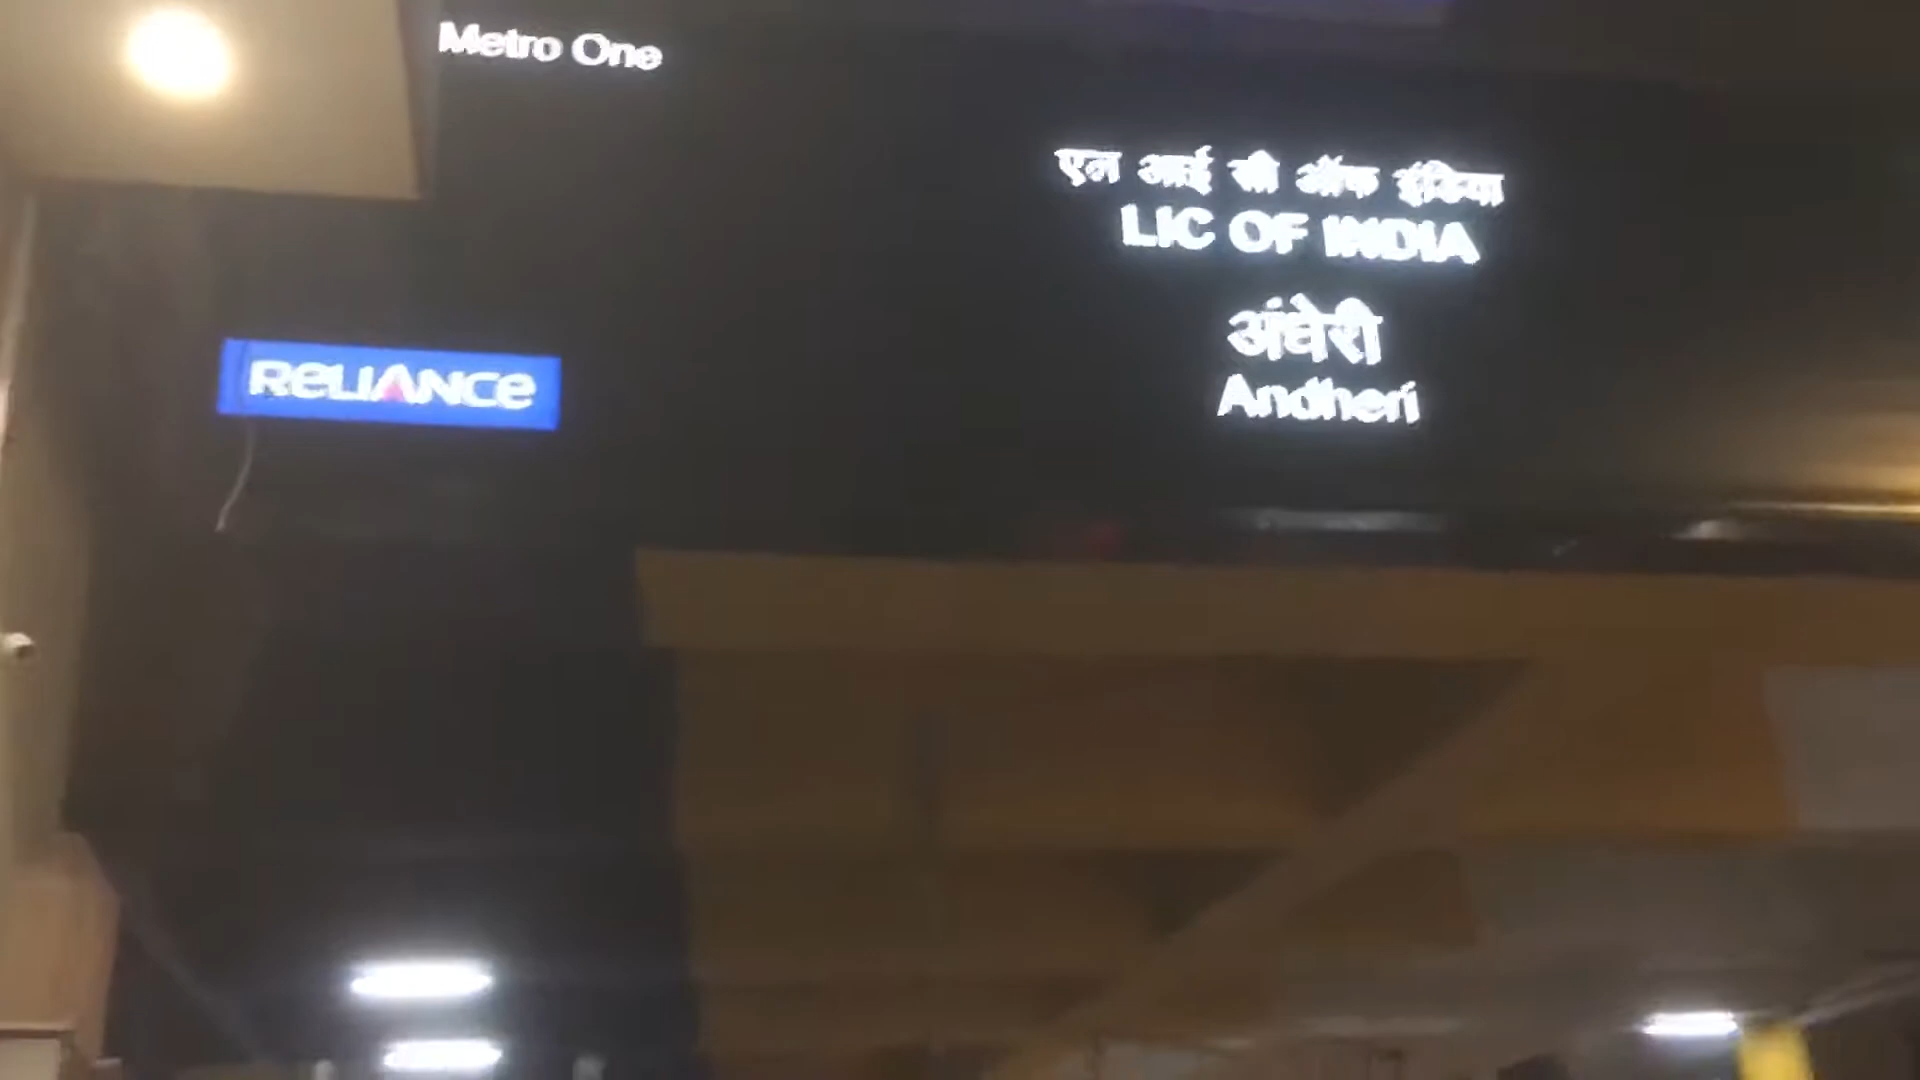 Metro One
एल आई सी ऑफ इंडिया
LIC OF INDIA
RELIANCE
अंधेरी
Andheri